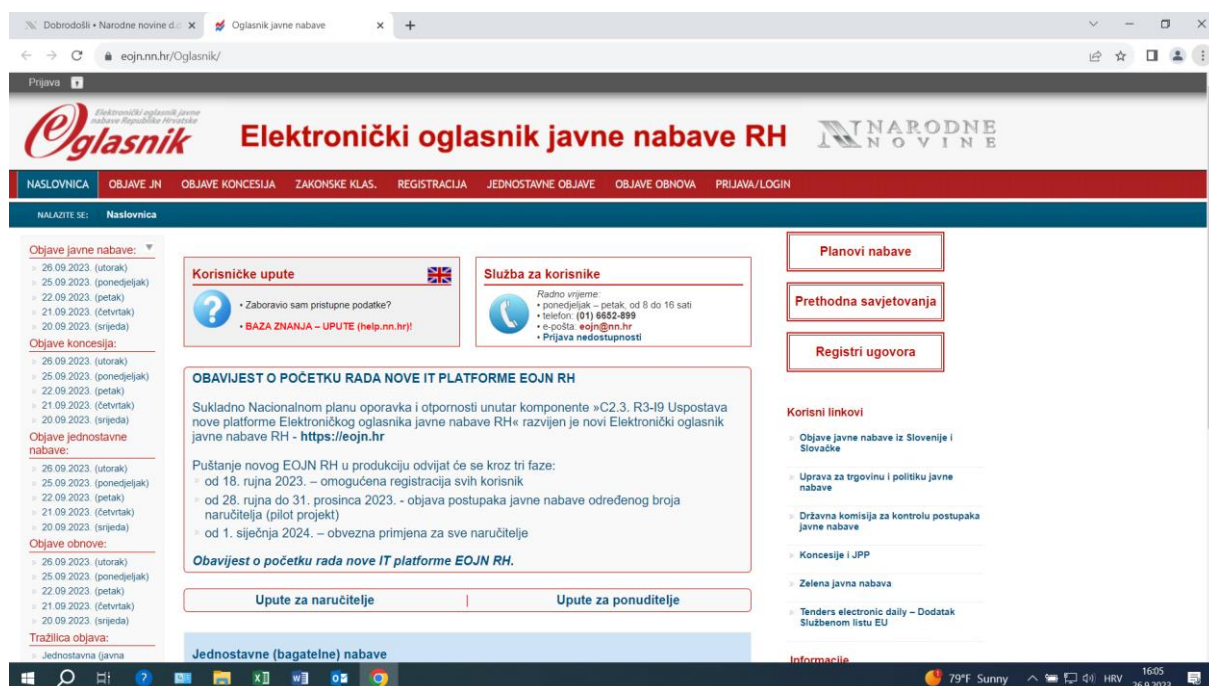 Dobrodošli • Narodne novine d.
Oglasnik javne nabave
eojn.nn.hr/Oglasnik/
Prijava
Elektronički oglasnik javne
nabave Republike Hrvatske
Oglasnik
Elektronički oglasnik javne nabave RH
NARODNE
NOVINE
NASLOVNICA OBJAVE JN OBJAVE KONCESIJA ZAKONSKE KLAS. REGISTRACIJA JEDNOSTAVNE OBJAVE OBJAVE OBNOVA PRIJAVA/LOGIN
NALAZITE SE: Naslovnica
Objave javne nabave:
26.09.2023. (utorak)
25.09.2023. (ponedjeljak)
22.09.2023. (petak)
21.09.2023. (četvrtak)
20.09.2023. (srijeda)
Objave koncesija:
26.09.2023. (utorak)
25.09.2023. (ponedjeljak)
22.09.2023. (petak)
21.09.2023. (četvrtak)
20.09.2023. (srijeda)
Objave jednostavne
nabave:
26.09.2023. (utorak)
25.09.2023. (ponedjeljak)
22.09.2023. (petak)
21.09.2023. (četvrtak)
20.09.2023. (srijeda)
Objave obnove:
26.09.2023. (utorak)
25.09.2023. (ponedjeljak)
22.09.2023. (petak)
21.09.2023. (četvrtak)
20.09.2023. (srijeda)
Tražilica objava:
Jednostavna (javna
Korisničke upute
• Zaboravio sam pristupne podatke?
• BAZA ZNANJA – UPUTE (help.nn.hr)!
Služba za korisnike
Radno vrijeme:
• ponedjeljak – petak, od 8 do 16 sati
• telefon: (01) 6652-899
• e-pošta: eojn@nn.hr
• Prijava nedostupnosti
OBAVIJEST O POČETKU RADA NOVE IT PLATFORME EOJN RH
Sukladno Nacionalnom planu oporavka i otpornosti unutar komponente »C2.3. R3-I9 Uspostava
nove platforme Elektroničkog oglasnika javne nabave RH« razvijen je novi Elektronički oglasnik
javne nabave RH - https://eojn.hr
Puštanje novog EOJN RH u produkciju odvijat će se kroz tri faze:
od 18. rujna 2023. – omogućena registracija svih korisnik
od 28. rujna do 31. prosinca 2023. - objava postupaka javne nabave određenog broja
naručitelja (pilot projekt)
od 1. siječnja 2024. – obvezna primjena za sve naručitelje
Obavijest o početku rada nove IT platforme EOJN RH.
Upute za naručitelje | Upute za ponuditelje
Jednostavne (bagatelne) nabave
Planovi nabave
Prethodna savjetovanja
Registri ugovora
Korisni linkovi
Objave javne nabave iz Slovenije i
Slovačke
Uprava za trgovinu i politiku javne
nabave
Državna komisija za kontrolu postupaka
javne nabave
Koncesije i JPP
Zelena javna nabava
Tenders electronic daily – Dodatak
Službenom listu EU
Informacije
79°F Sunny
HRV
16:05
26.9.2023.